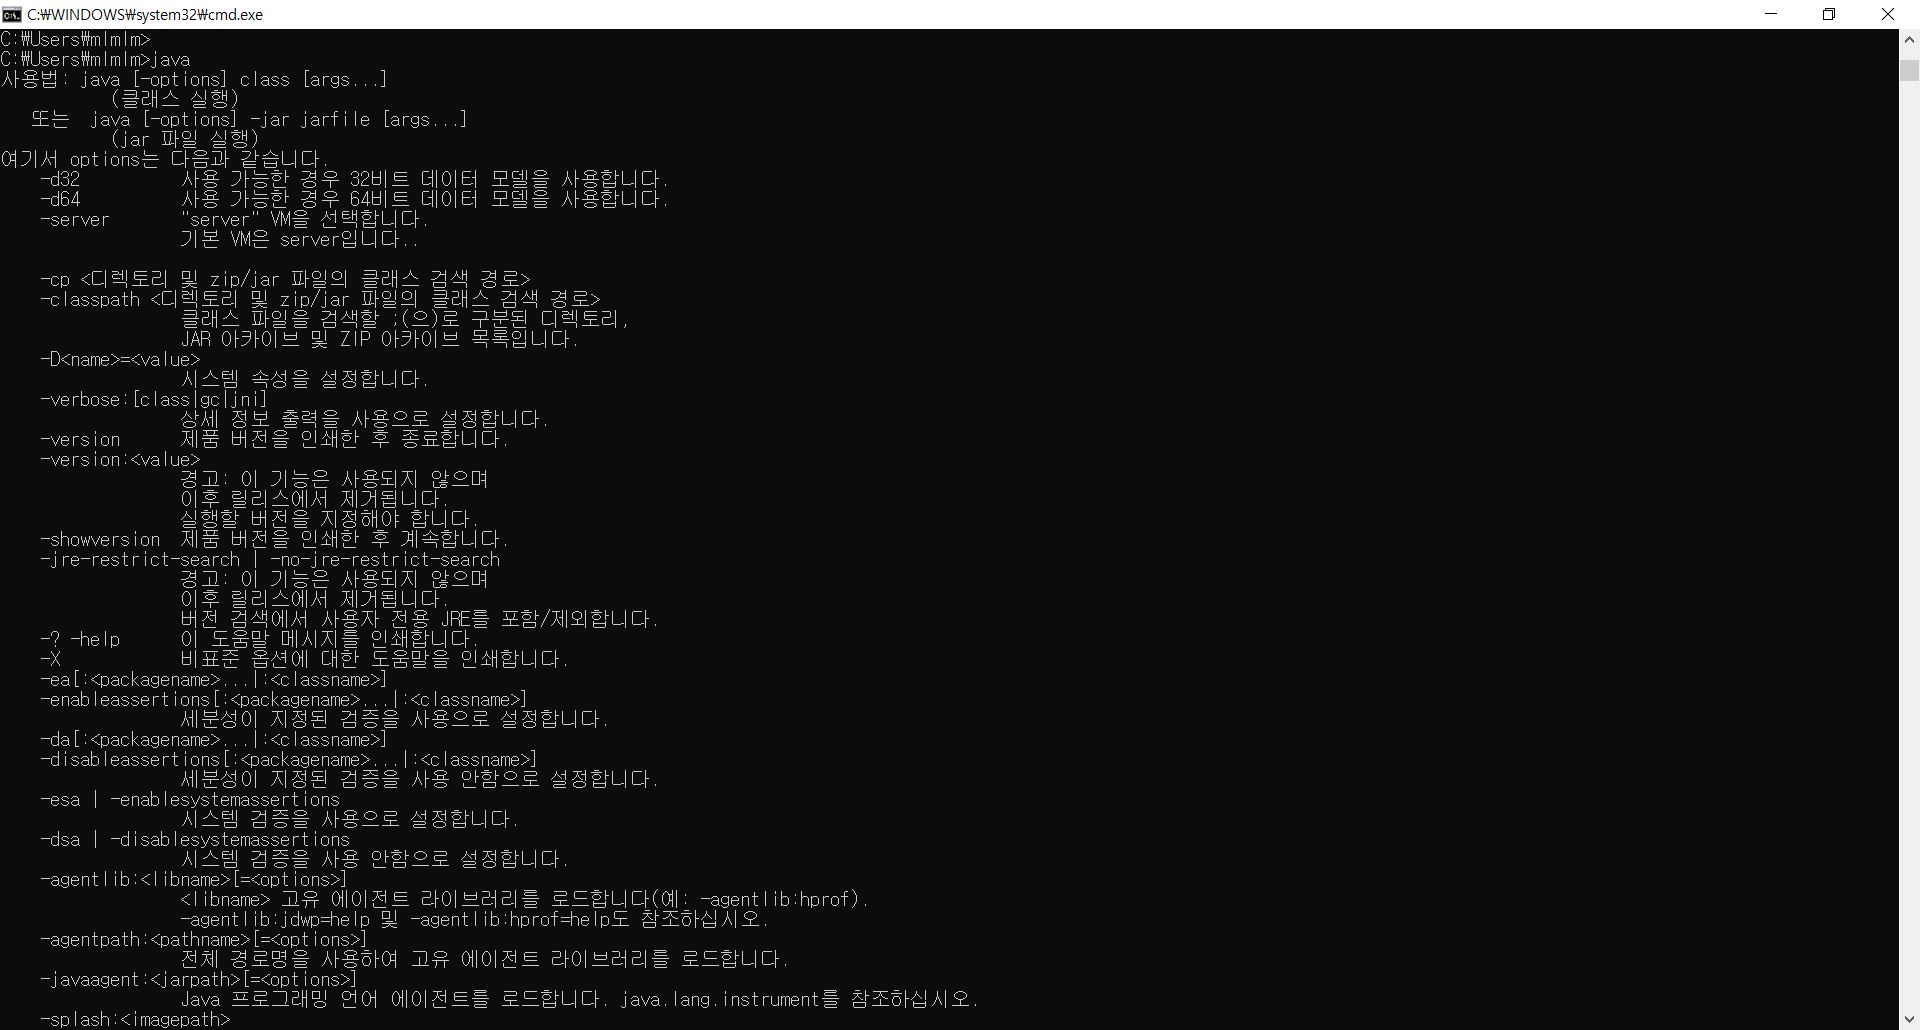 C:₩WINDOWS₩system32₩cmd.exe
C:₩Users₩mlmlm>
C:₩Users₩mlmlm>java
사용법: java [-options] class [args...]
(클래스 실행)
또는  java [-options] -jar jarfile [args...]
(jar 파일 실행)
여기서 options는 다음과 같습니다.
-d32 사용 가능한 경우 32비트 데이터 모델을 사용합니다.
-d64 사용 가능한 경우 64비트 데이터 모델을 사용합니다.
-server "server" VM을 선택합니다.
기본 VM은 server입니다..
-cp <디렉토리 및 zip/jar 파일의 클래스 검색 경로>
-classpath <디렉토리 및 zip/jar 파일의 클래스 검색 경로>
클래스 파일을 검색할 ;(으)로 구분된 디렉토리,
JAR 아카이브 및 ZIP 아카이브 목록입니다.
-D<name>=<value>
시스템 속성을 설정합니다.
-verbose:[class|gc|jni]
상세 정보 출력을 사용으로 설정합니다.
-version 제품 버전을 인쇄한 후 종료합니다.
-version:<value>
경고: 이 기능은 사용되지 않으며
이후 릴리스에서 제거됩니다.
실행할 버전을 지정해야 합니다.
-showversion 제품 버전을 인쇄한 후 계속합니다.
-jre-restrict-search | -no-jre-restrict-search
경고: 이 기능은 사용되지 않으며
이후 릴리스에서 제거됩니다.
버전 검색에서 사용자 전용 JRE를 포함/제외합니다.
-? -help 이 도움말 메시지를 인쇄합니다.
-X 비표준 옵션에 대한 도움말을 인쇄합니다.
-ea[:<packagename>...|:<classname>]
-enableassertions[:<packagename>...|:<classname>]
세분성이 지정된 검증을 사용으로 설정합니다.
-da[:<packagename>...|:<classname>]
-disableassertions[:<packagename>...|:<classname>]
세분성이 지정된 검증을 사용 안함으로 설정합니다.
-esa | -enablesystemassertions
시스템 검증을 사용으로 설정합니다.
-dsa | -disablesystemassertions
시스템 검증을 사용 안함으로 설정합니다.
-agentlib:<libname>[=<options>]
<libname> 고유 에이전트 라이브러리를 로드합니다(예: -agentlib:hprof).
-agentlib:jdwp=help 및 -agentlib:hprof=help도 참조하십시오.
-agentpath:<pathname>[=<options>]
전체 경로명을 사용하여 고유 에이전트 라이브러리를 로드합니다.
-javaagent:<jarpath>[=<options>]
Java 프로그래밍 언어 에이전트를 로드합니다. java.lang.instrument를 참조하십시오.
-splash:<imagepath>